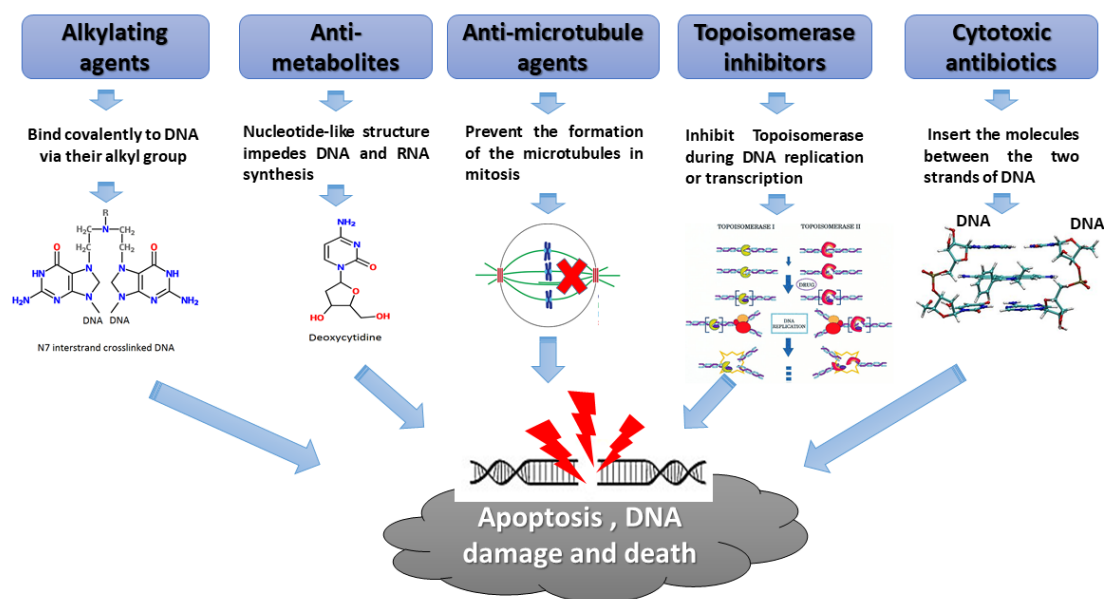 Alkylating
agents
Anti-
metabolites
Anti-microtubule
agents
Topoisomerase
inhibitors
Cytotoxic
antibiotics
Bind covalently to DNA
via their alkyl group
Nucleotide-like structure
impedes DNA and RNA
synthesis
Prevent the formation
of the microtubules in
mitosis
Inhibit Topoisomerase
during DNA replication
or transcription
Insert the molecules
between the two
strands of DNA
R
H₂C
N
CH₂
H₂C
CH₂
O
O
N
N
HN
NH
H₂N
N
N
N
N
NH₂
DNA
DNA
N7 interstrand crosslinked DNA
NH₂
N
N
O
HO
O
OH
Deoxycytidine
TOPOISOMERASE I
TOPOISOMERASE II
DRUG
DNA
REPLICATION
DNA
DNA
Apoptosis , DNA
damage and death